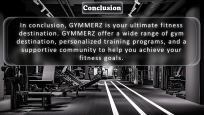 Conclusion
In conclusion, GYMMERZ is your ultimate fitness
destination. GYMMERZ offer a wide range of gym
destination, personalized training programs, and a
supportive community to help you achieve your
fitness goals.